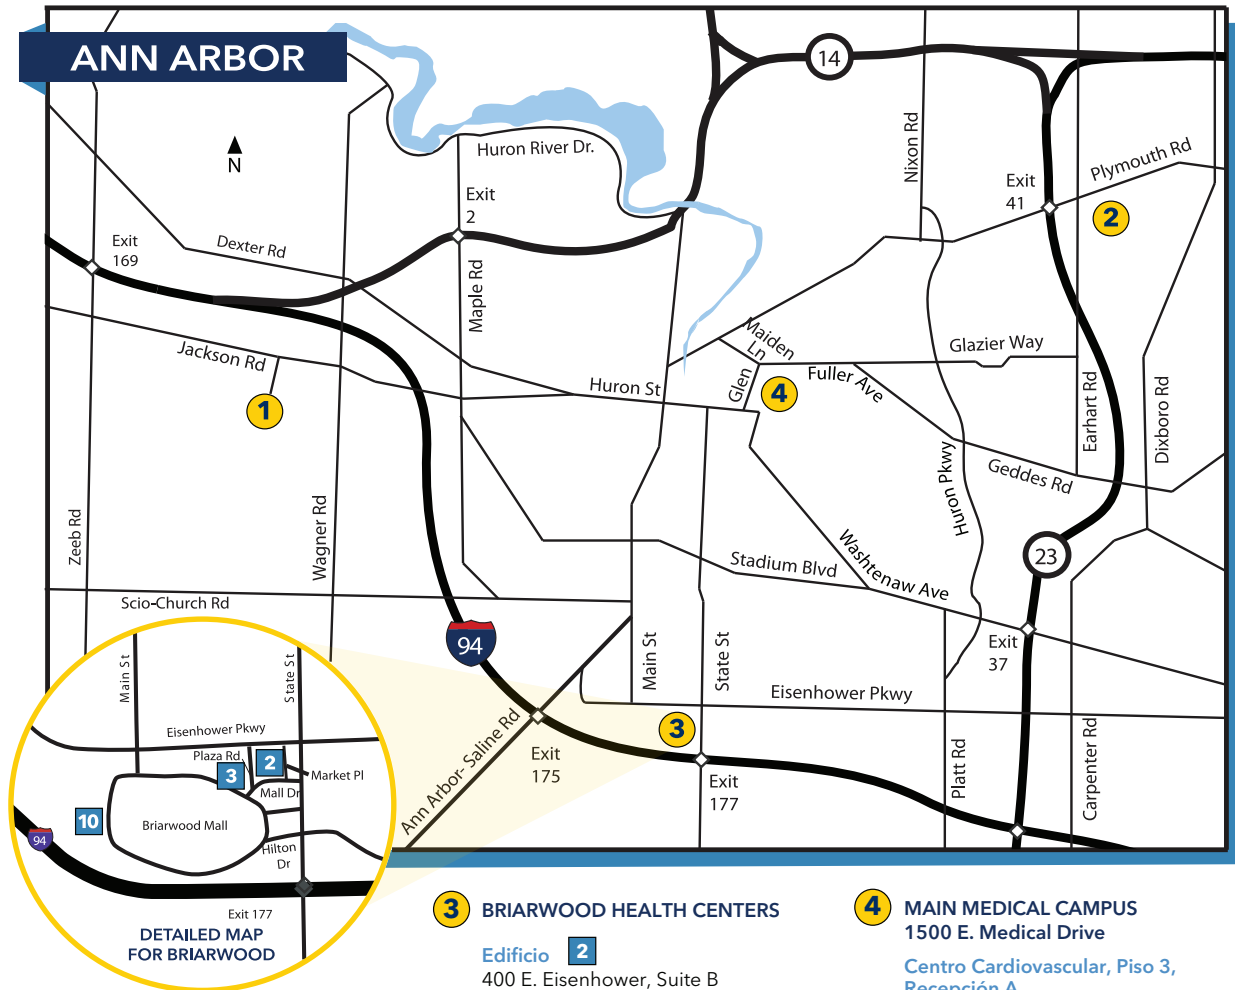 ANN ARBOR
N
14
Huron River Dr.
Nixon Rd
Exit
41
Plymouth Rd
2
Exit
2
Exit
169
Dexter Rd
Maple Rd
Jackson Rd
1
Huron St
Maiden
Ln
Glen
4
Fuller Ave
Glazier Way
Earhart Rd
Dixboro Rd
Geddes Rd
Huron Pkwy
Zeeb Rd
Wagner Rd
Stadium Blvd
Washtenaw Ave
23
Scio-Church Rd
94
Main St
State St
Exit
37
Eisenhower Pkwy
3
Ann Arbor- Saline Rd
Exit
175
Exit
177
Platt Rd
Carpenter Rd
Main St
State St
Eisenhower Pkwy
Plaza Rd.
3
2
Market Pl
Mall Dr
10
Briarwood Mall
94
Hilton
Dr
Exit 177
DETAILED MAP
FOR BRIARWOOD
3 BRIARWOOD HEALTH CENTERS
Edificio 2
400 E. Eisenhower, Suite B
4 MAIN MEDICAL CAMPUS
1500 E. Medical Drive
Centro Cardiovascular, Piso 3,
Recepción A